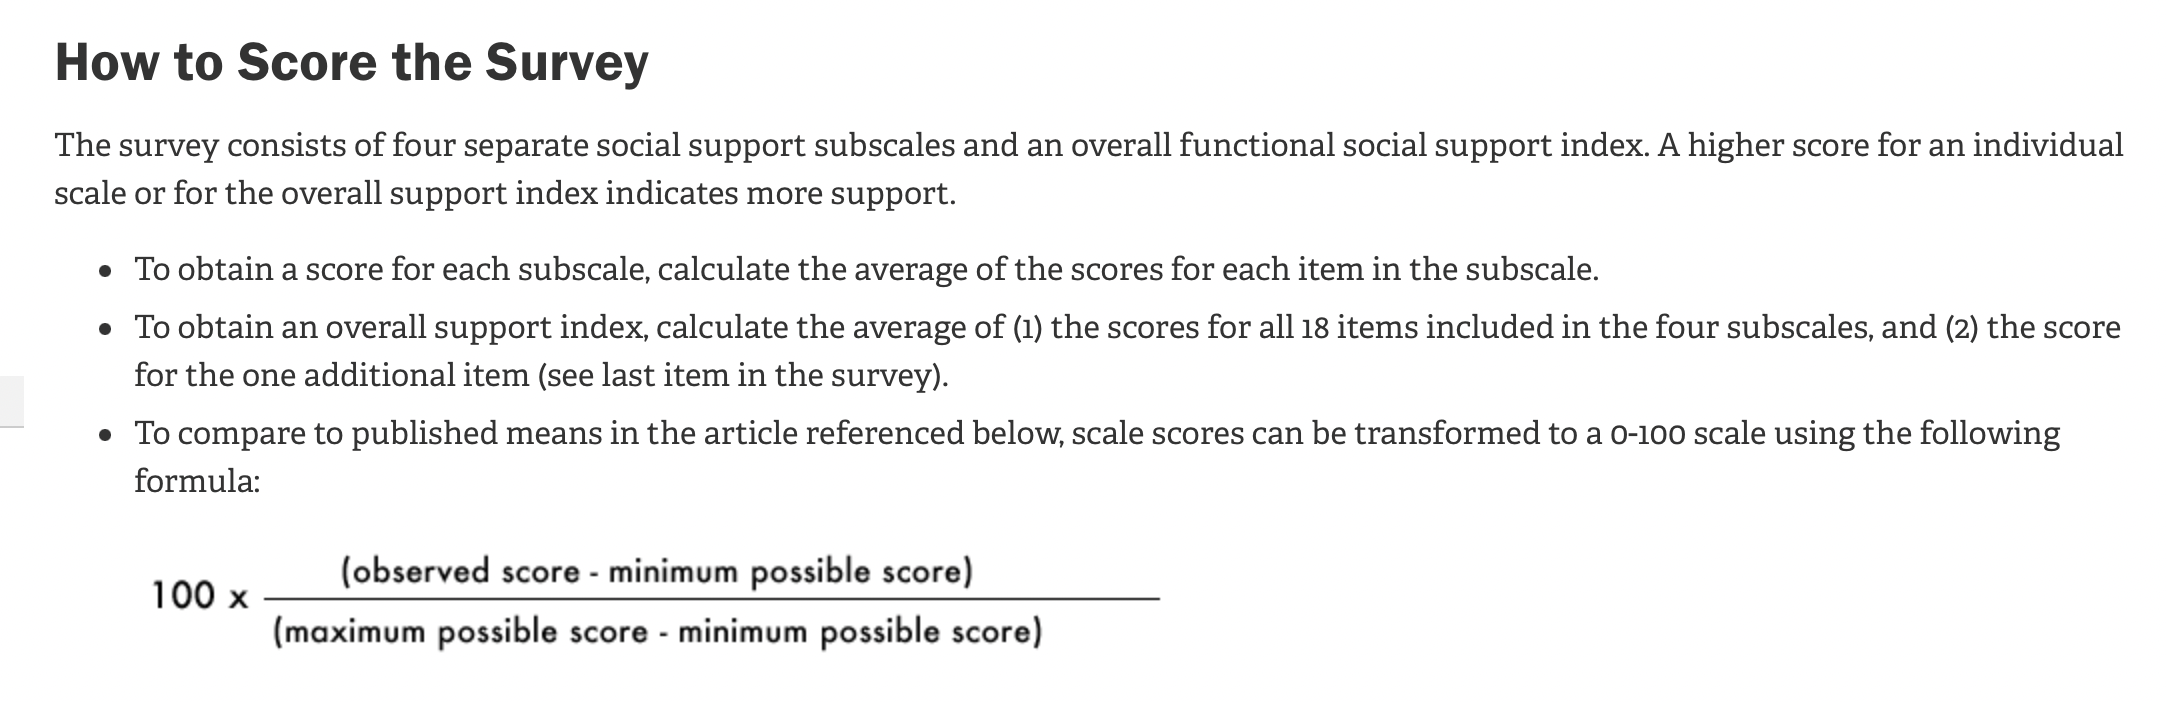 How to Score the Survey
The survey consists of four separate social support subscales and an overall functional social support index. A higher score for an individual
scale or for the overall support index indicates more support.
• To obtain a score for each subscale, calculate the average of the scores for each item in the subscale.
• To obtain an overall support index, calculate the average of (1) the scores for all 18 items included in the four subscales, and (2) the score
for the one additional item (see last item in the survey).
• To compare to published means in the article referenced below, scale scores can be transformed to a 0-100 scale using the following
formula:
(observed score - minimum possible score)
100 x
(maximum possible score - minimum possible score)